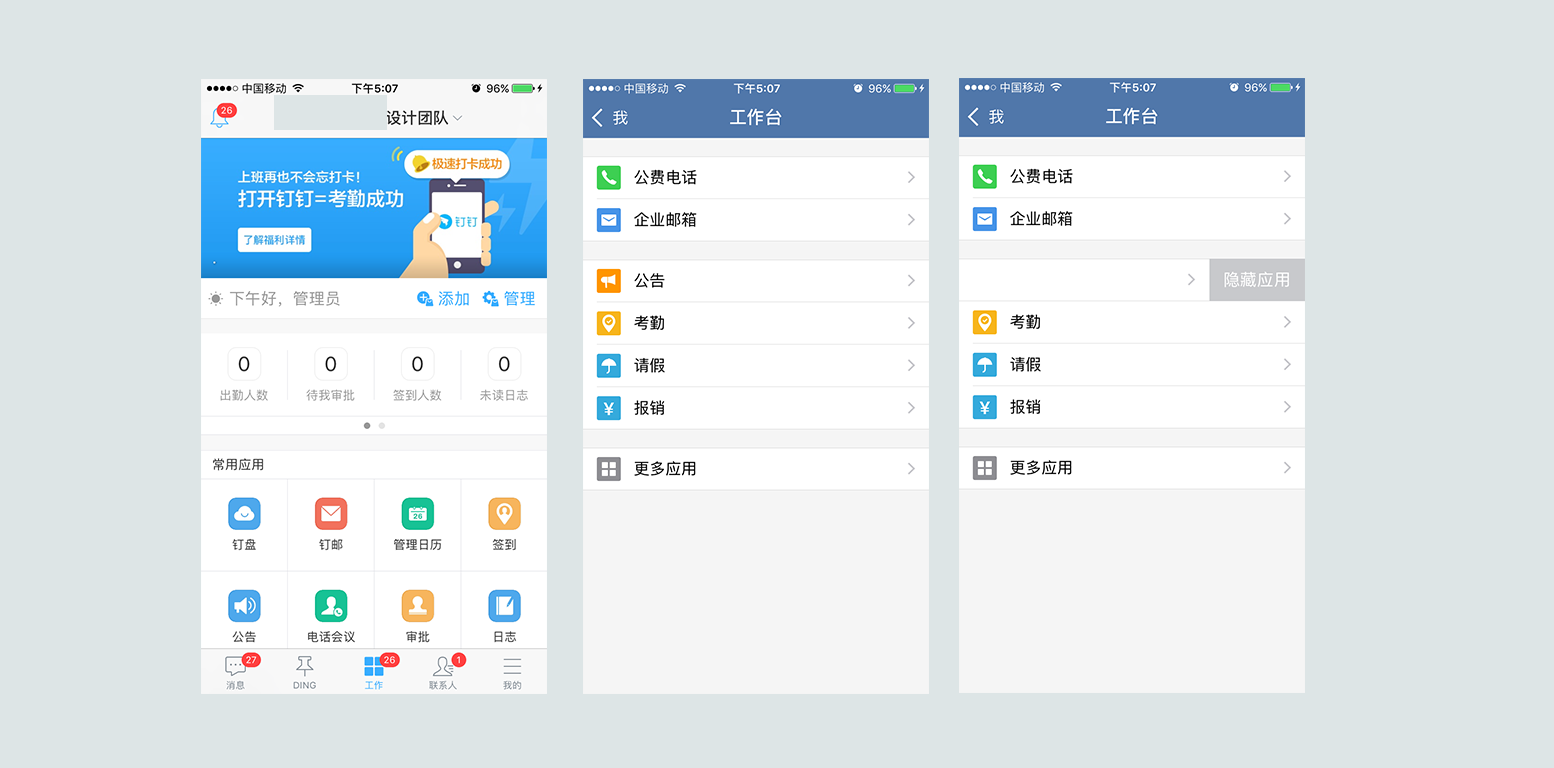 中国移动 下午5:07 96%
26
设计团队
上班再也不会忘打卡!
打开钉钉=考勤成功
极速打卡成功
钉钉
了解福利详情
下午好，管理员 添加 管理
0 0 0 0
出勤人数 待我审批 签到人数 未读日志
常用应用
26
钉盘 钉邮 管理日历 签到
公告 电话会议 审批 日志
27 26 1
消息 DING 工作 联系人 我的
中国移动 下午5:07 96%
我 工作台
公费电话
企业邮箱
公告
考勤
请假
¥ 报销
更多应用
中国移动 下午5:07 96%
我 工作台
公费电话
企业邮箱
隐藏应用
考勤
请假
¥ 报销
更多应用